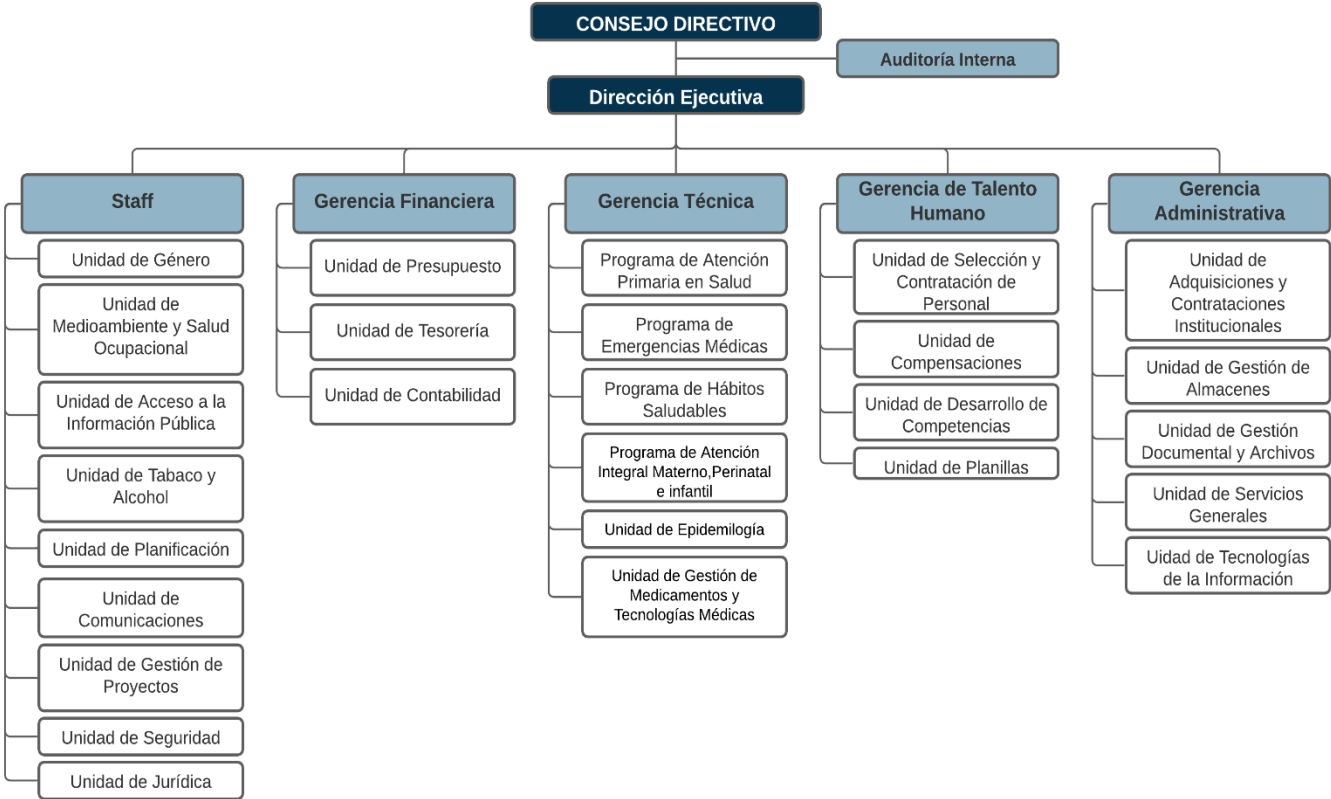 CONSEJO DIRECTIVO
Auditoría Interna
Dirección Ejecutiva
Staff
Unidad de Género
Unidad de
Medioambiente y Salud
Ocupacional
Unidad de Acceso a la
Información Pública
Unidad de Tabaco y
Alcohol
Unidad de Planificación
Unidad de
Comunicaciones
Unidad de Gestión de
Proyectos
Unidad de Seguridad
Unidad de Jurídica
Gerencia Financiera
Unidad de Presupuesto
Unidad de Tesorería
Unidad de Contabilidad
Gerencia Técnica
Programa de Atención
Primaria en Salud
Programa de
Emergencias Médicas
Programa de Hábitos
Saludables
Programa de Atención
Integral Materno,Perinatal
e infantil
Unidad de Epidemilogía
Unidad de Gestión de
Medicamentos y
Tecnologías Médicas
Gerencia de Talento
Humano
Unidad de Selección y
Contratación de
Personal
Unidad de
Compensaciones
Unidad de Desarrollo de
Competencias
Unidad de Planillas
Gerencia
Administrativa
Unidad de
Adquisiciones y
Contrataciones
Institucionales
Unidad de Gestión de
Almacenes
Unidad de Gestión
Documental y Archivos
Unidad de Servicios
Generales
Uidad de Tecnologías
de la Información